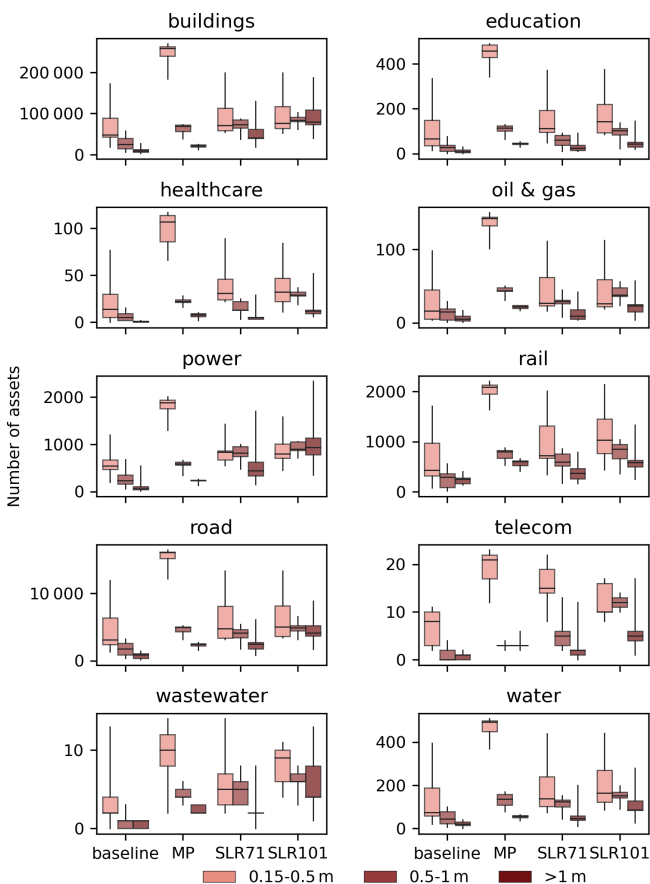 buildings
education
200 000
100 000
0
400
200
0
healthcare
oil & gas
100
50
0
100
0
power
rail
2000
1000
0
2000
1000
0
Number of assets
road
telecom
10 000
0
20
10
0
wastewater
water
10
0
400
200
0
baseline MP SLR71 SLR101
baseline MP SLR71 SLR101
0.15-0.5 m 0.5-1 m >1 m